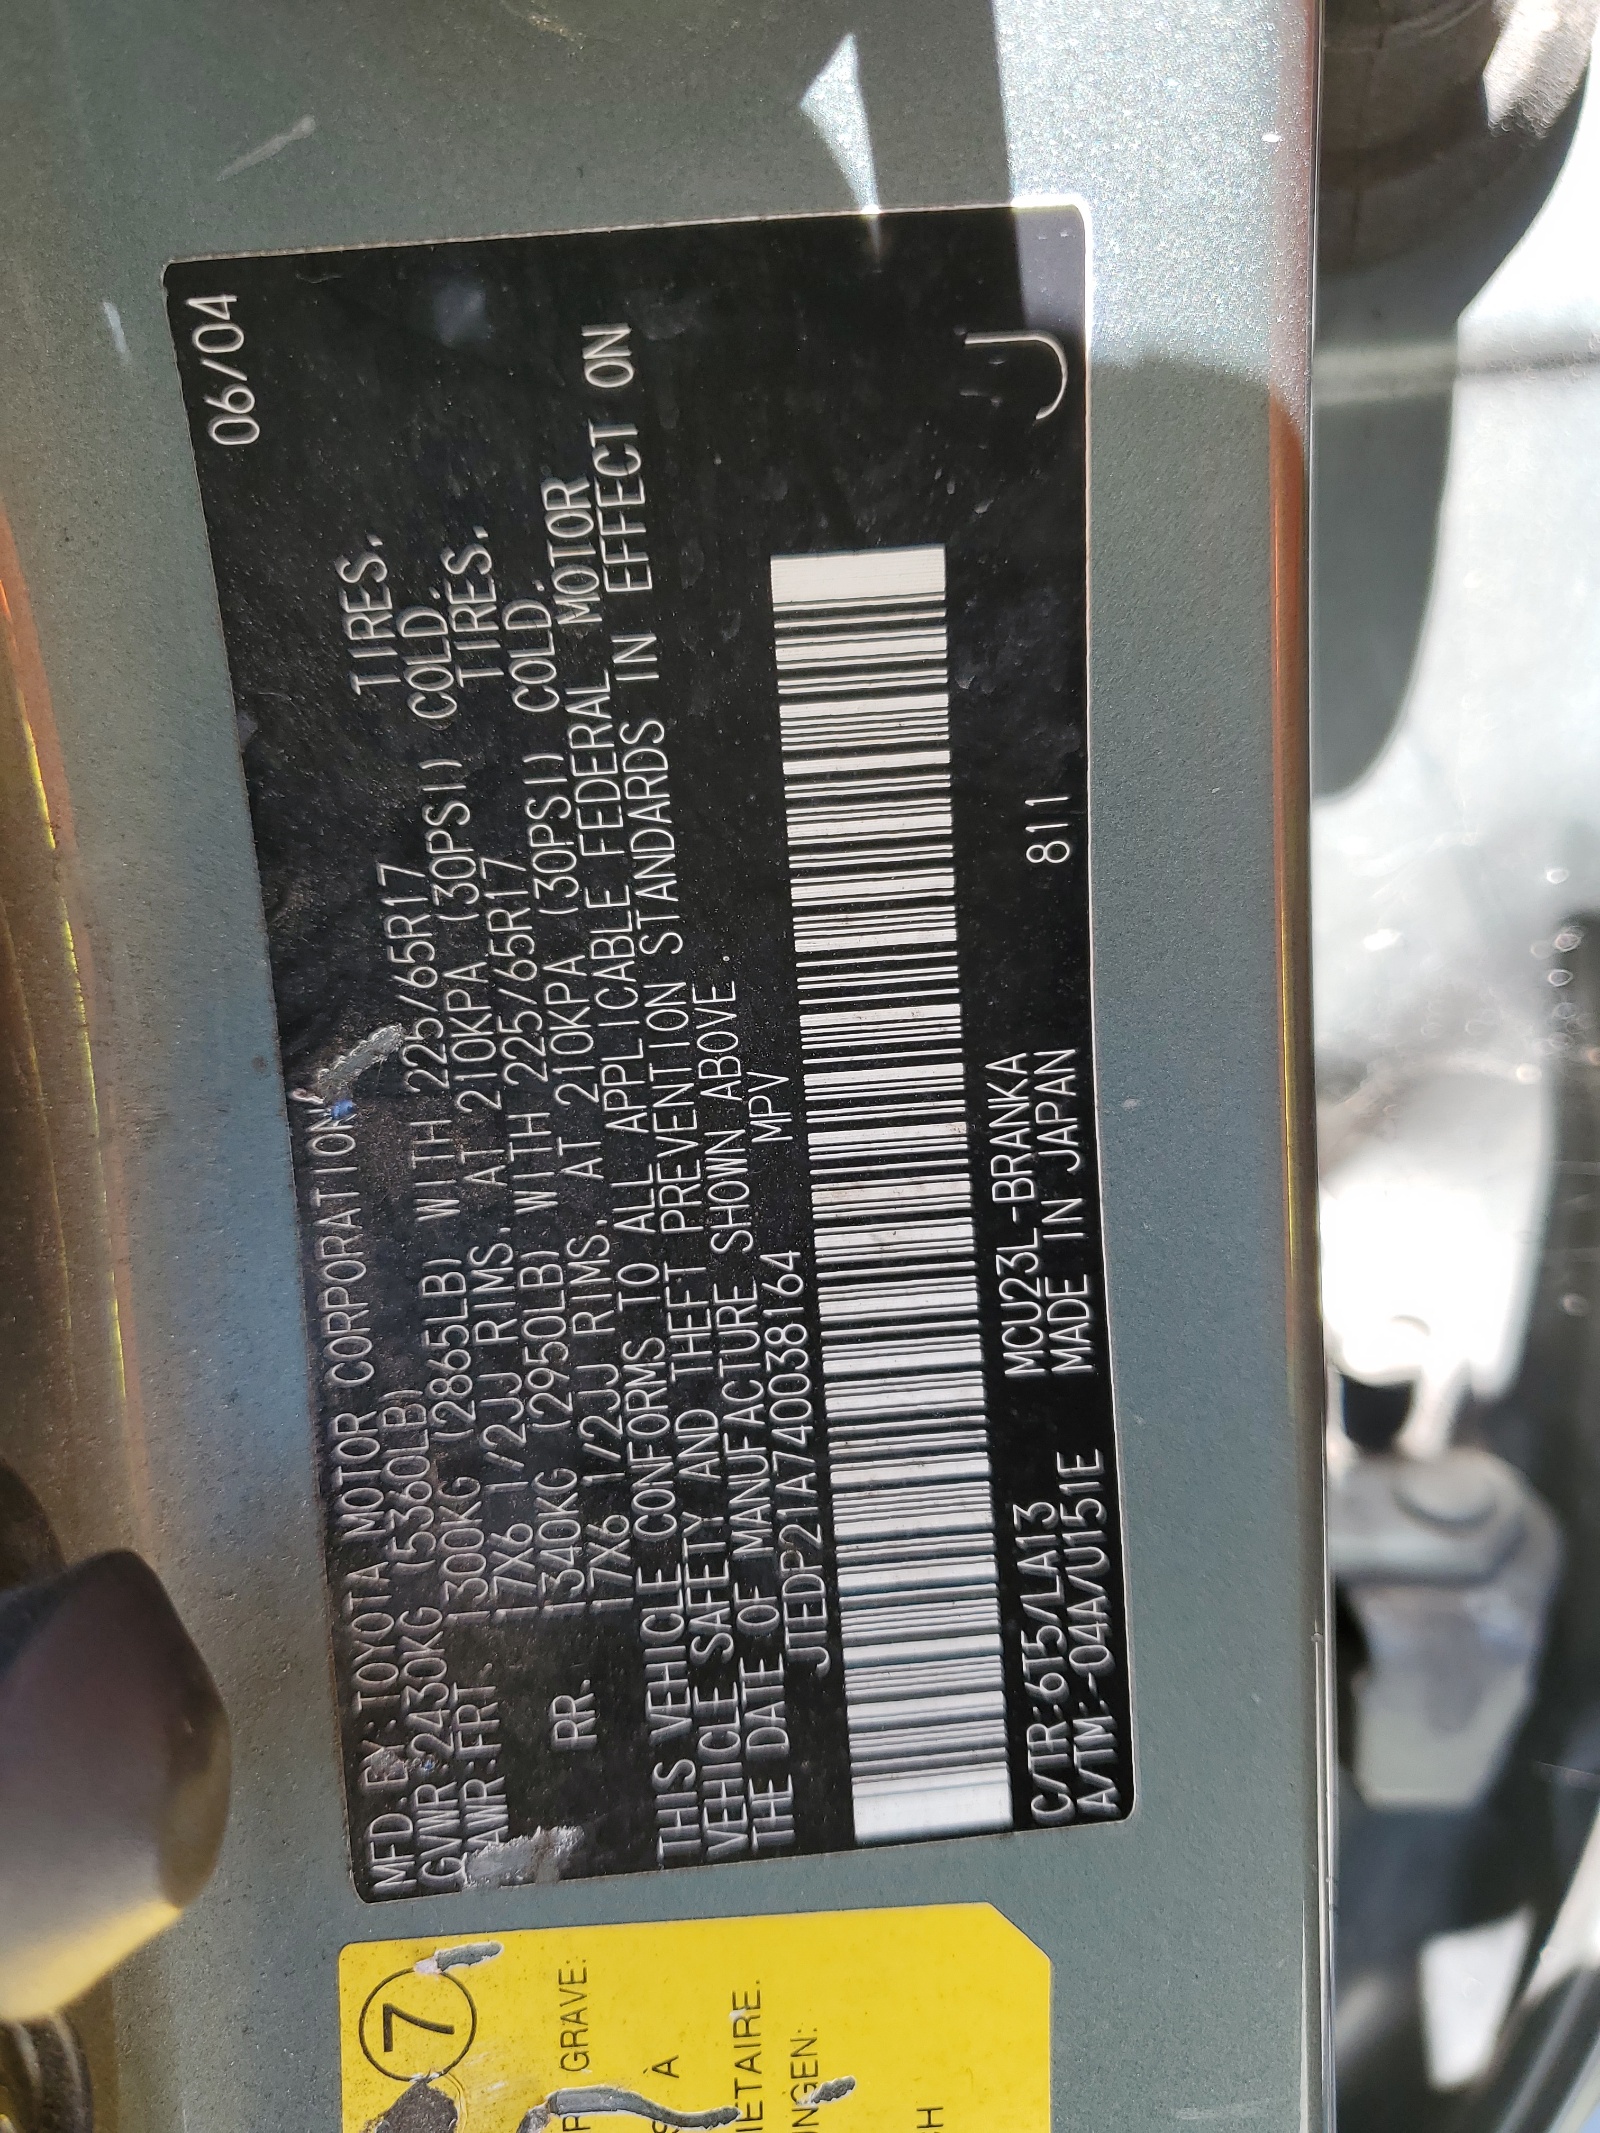 06/04
MFD.BY:TOYOTA MOTOR CORPORATION
GVWR 2430KG (5360LB)
GAWR:FRT. 1300KG (2865LB) WITH 225/65R17 TIRES.
17X6 1/2JJ RIMS. AT 210KPA (30PSI) COLD.
RR. 1340KG (2950LB) WITH 225/65R17 TIRES.
17X6 1/2JJ RIMS. AT 210KPA (30PSI) COLD.
THIS VEHICLE CONFORMS TO ALL APPLICABLE FEDERAL MOTOR
VEHICLE SAFETY AND THEFT PREVENTION STANDARDS IN EFFECT ON
THE DATE OF MANUFACTURE SHOWN ABOVE
JTEDP21A740038164 MPV
C/TR:6T5/LA13 MCU23L-BRANKA 811
A/TM:-04A/U151E MADE IN JAPAN
J
7
GRAVE:
À
IÉTAIRE.
UNGEN: